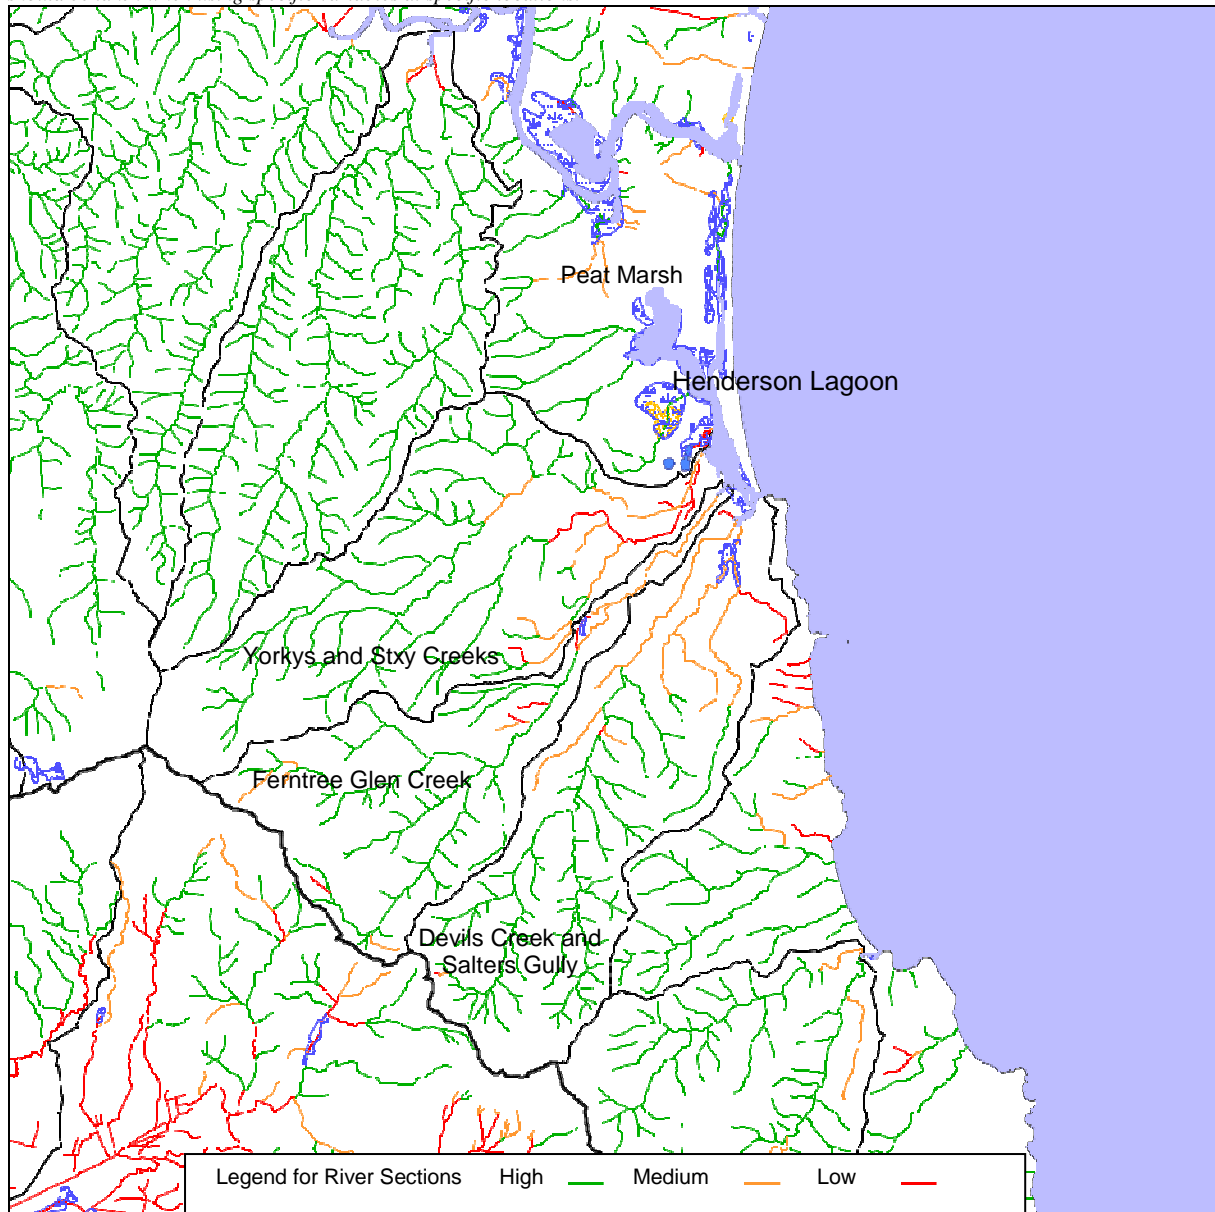 Peat Marsh
Henderson Lagoon
Yorkys and Stxy Creeks
Ferntree Glen Creek
Devils Creek and
Salters Gully
Legend for River Sections High Medium Low